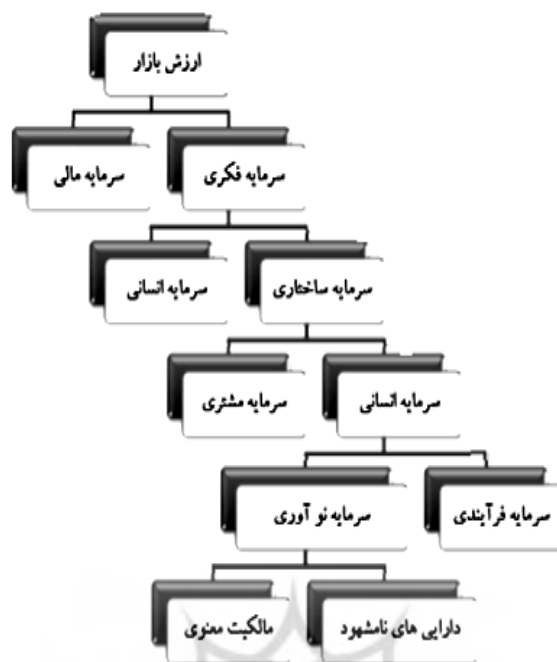 ارزش بازار
سرمایه فکری
سرمایه مالی
سرمایه ساختاری
سرمایه انسانی
سرمایه انسانی
سرمایه مشتری
سرمایه فرآیندی
سرمایه نو آوری
دارایی های نامشهود
مالکیت معنوی